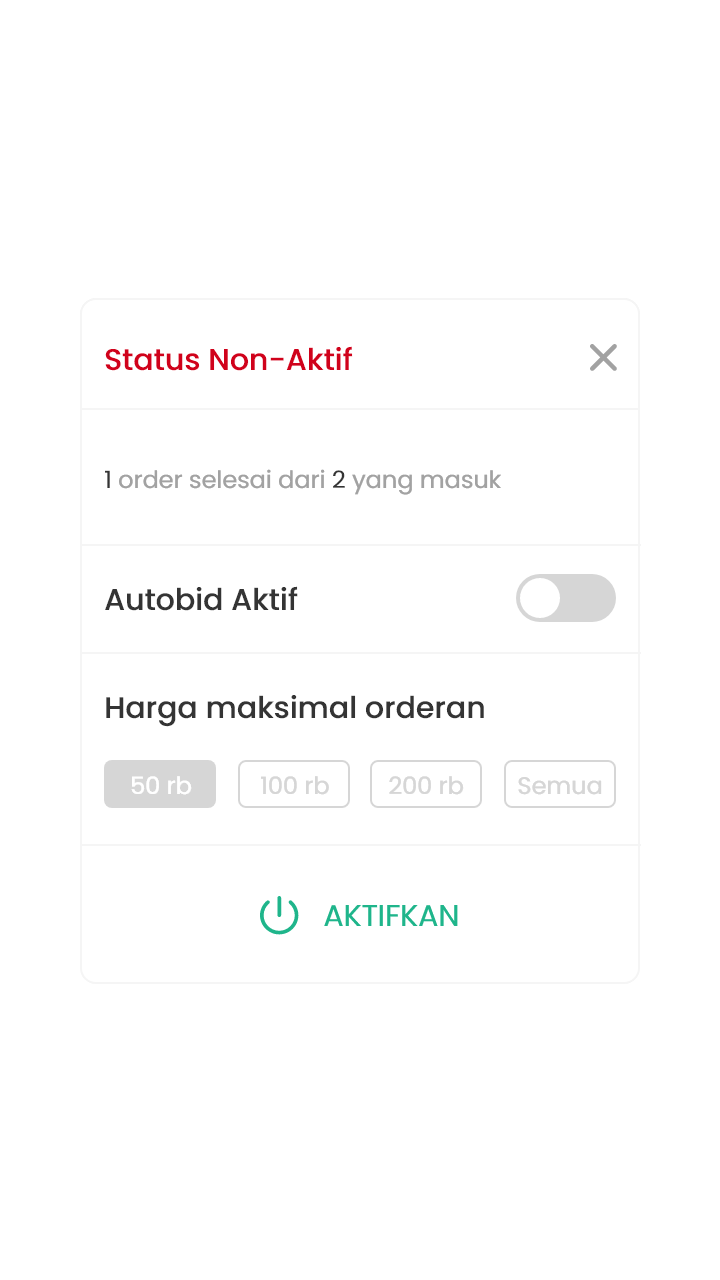 Status Non-Aktif
1 order selesai dari 2 yang masuk
Autobid Aktif
Harga maksimal orderan
50 rb 100 rb 200 rb Semua
AKTIFKAN